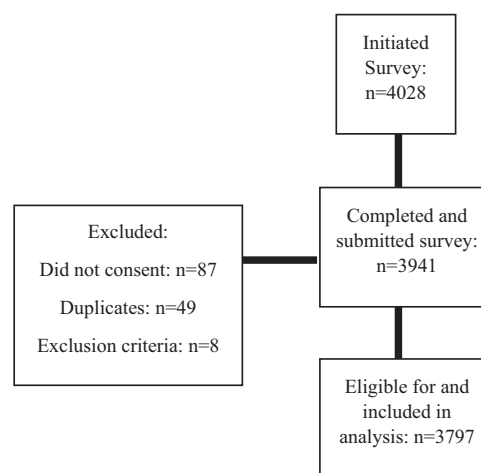 Initiated
Survey:
n=4028
Completed and
submitted survey:
n=3941
Excluded:
Did not consent: n=87
Duplicates: n=49
Exclusion criteria: n=8
Eligible for and
included in
analysis: n=3797